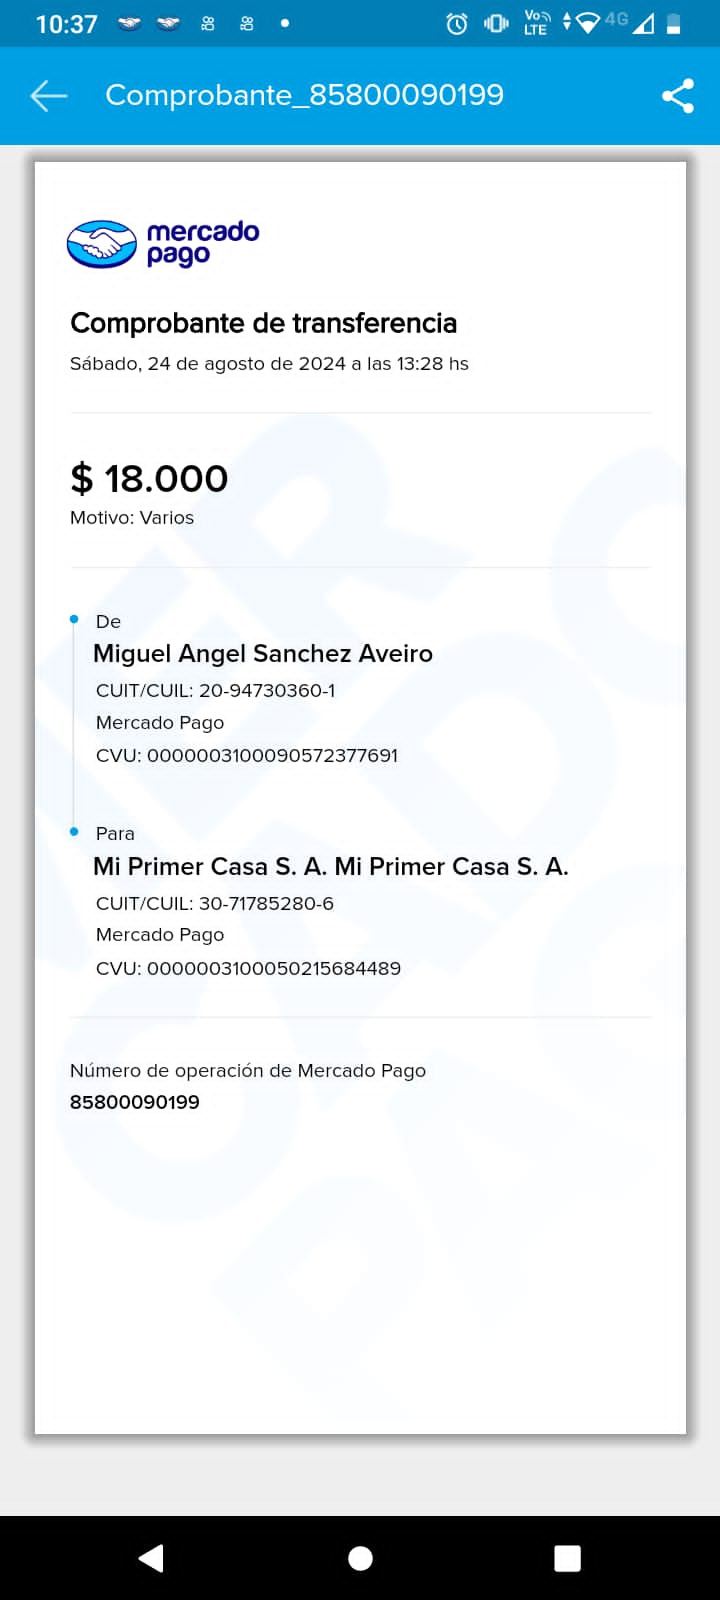 10:37 Vo LTE 4G
Comprobante_85800090199
mercado
pago
Comprobante de transferencia
Sábado, 24 de agosto de 2024 a las 13:28 hs
$ 18.000
Motivo: Varios
De
Miguel Angel Sanchez Aveiro
CUIT/CUIL: 20-94730360-1
Mercado Pago
CVU: 0000003100090572377691
Para
Mi Primer Casa S. A. Mi Primer Casa S. A.
CUIT/CUIL: 30-71785280-6
Mercado Pago
CVU: 0000003100050215684489
Número de operación de Mercado Pago
85800090199
MERCADO
PAGO